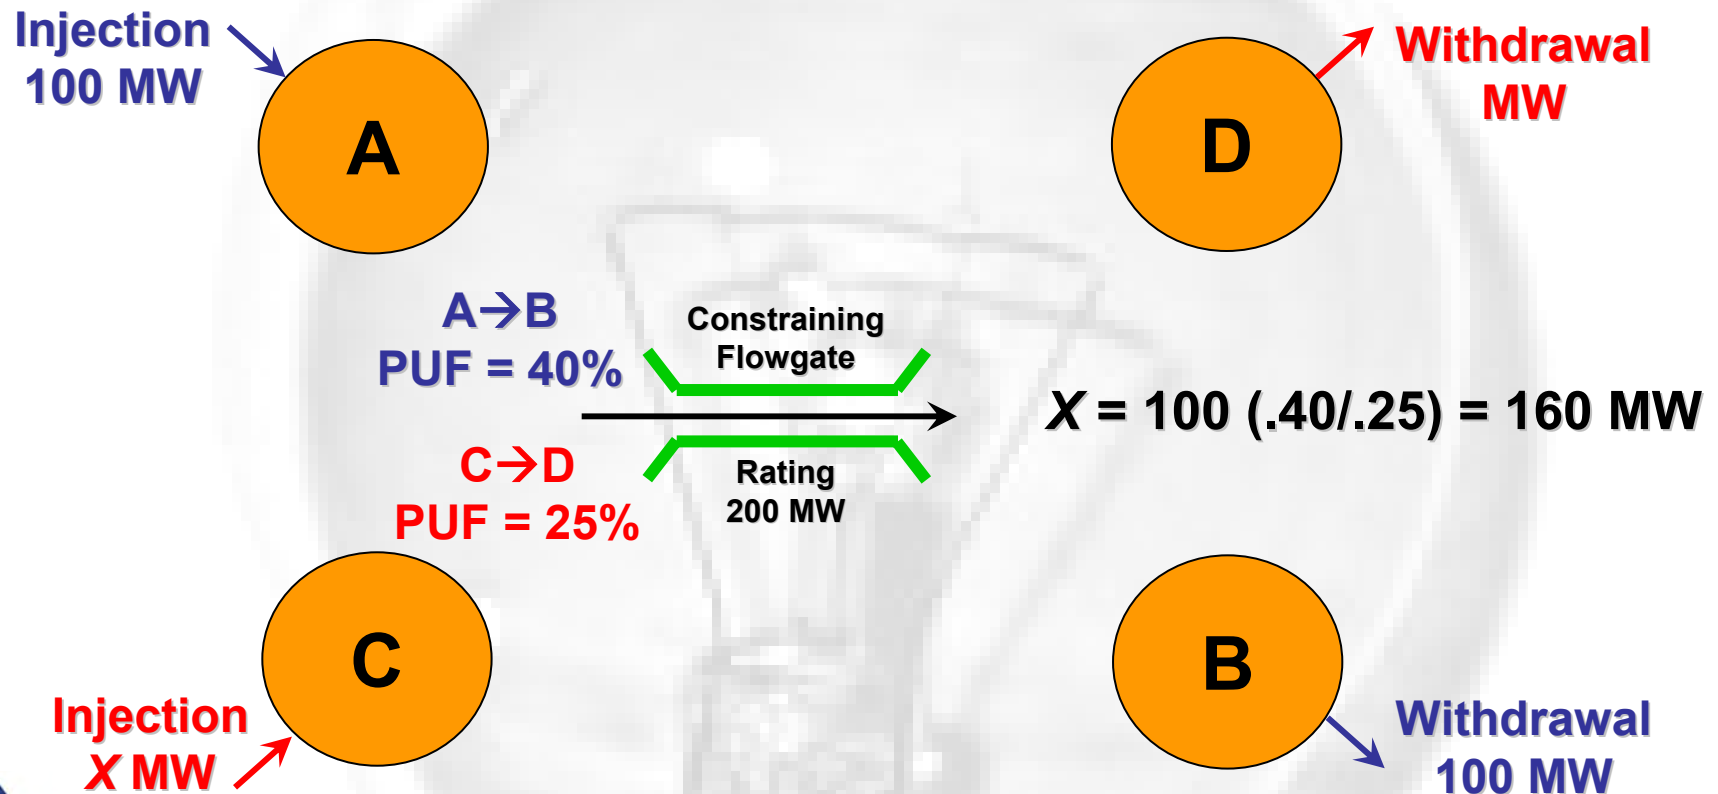 Injection
100 MW
A
D
Withdrawal
MW
A→B
PUF = 40%
Constraining
Flowgate
X = 100 (.40/.25) = 160 MW
C→D
PUF = 25%
Rating
200 MW
C
B
Injection
X MW
Withdrawal
100 MW